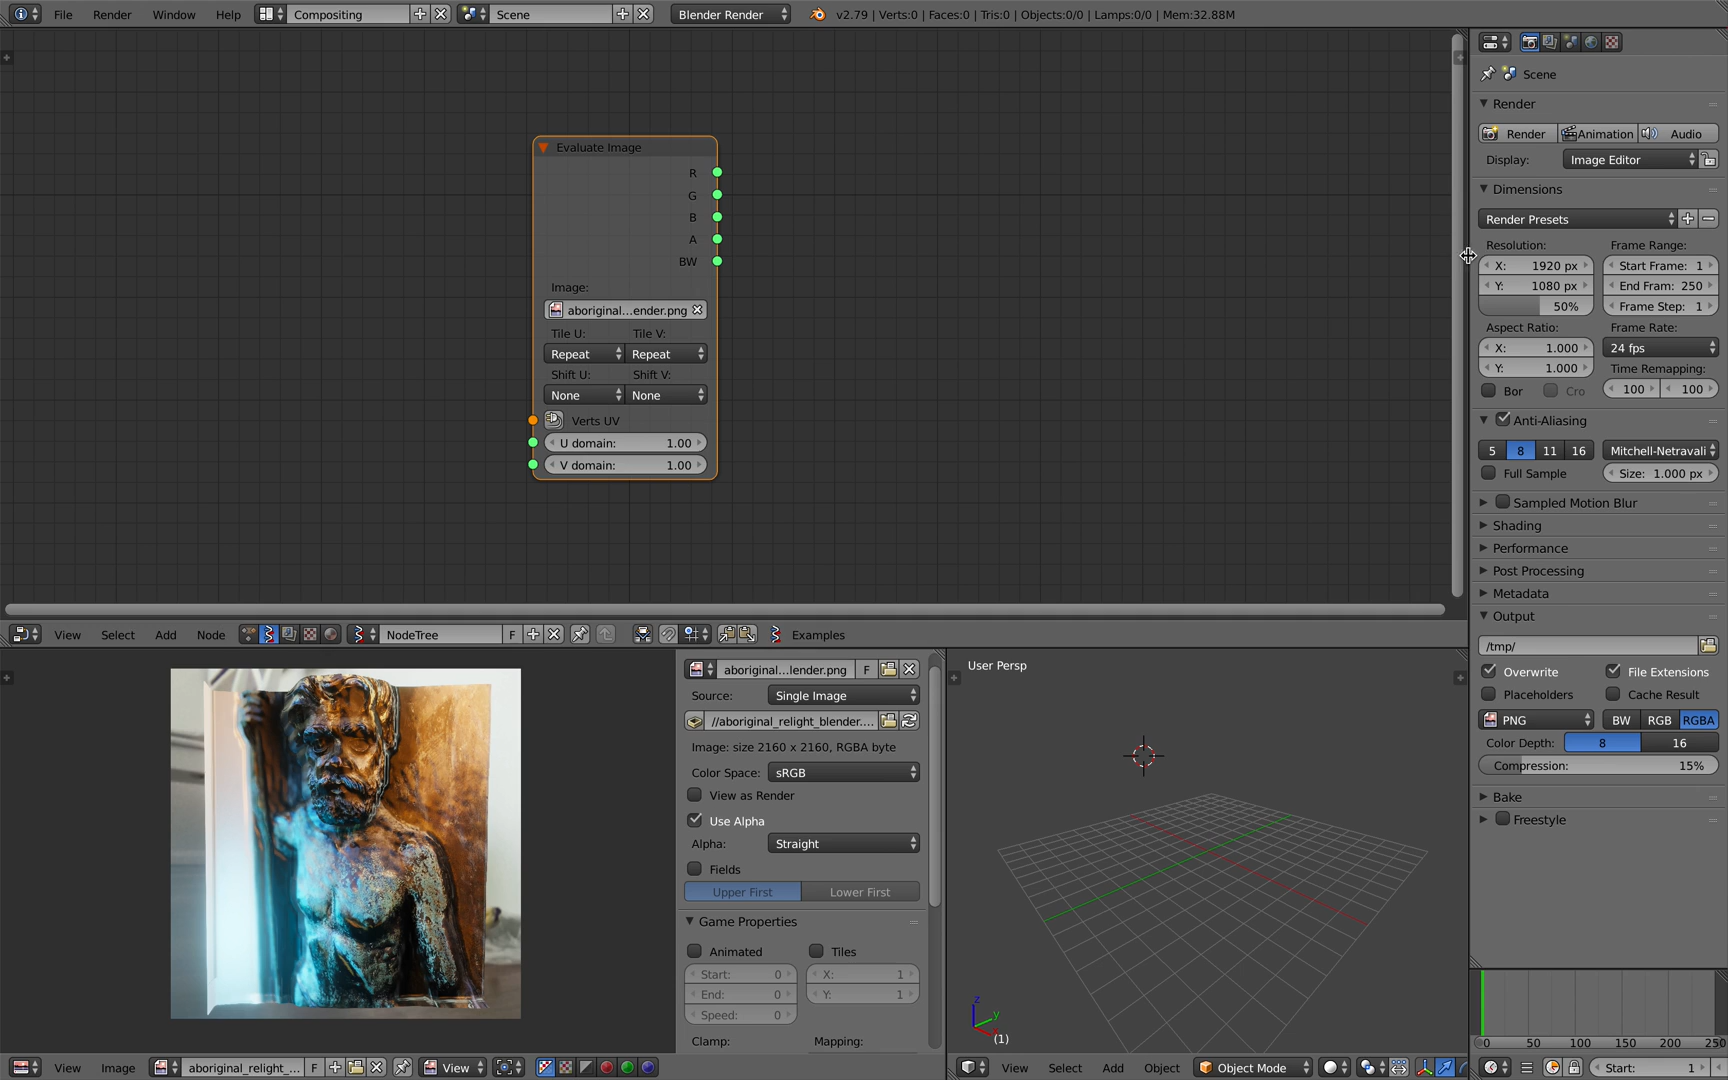 File Render Window Help Compositing Scene Blender Render v2.79 | Verts:0 | Faces:0 | Tris:0 | Objects:0/0 | Lamps:0/0 | Mem:32.88M
Evaluate Image
R
G
B
A
BW
Image:
aboriginal...ender.png
Tile U: Tile V:
Repeat Repeat
Shift U: Shift V:
None None
Verts UV
U domain: 1.00
V domain: 1.00
View Select Add Node NodeTree F Examples
Scene
Render
Render Animation Audio
Display: Image Editor
Dimensions
Render Presets
Resolution: Frame Range:
X: 1920 px Start Frame: 1
Y: 1080 px End Fram: 250
50% Frame Step: 1
Aspect Ratio: Frame Rate:
X: 1.000 24 fps
Y: 1.000 Time Remapping:
Bor Cro 100 100
Anti-Aliasing
5 8 11 16 Mitchell-Netravali
Full Sample Size: 1.000 px
Sampled Motion Blur
Shading
Performance
Post Processing
Metadata
Output
/tmp/
Overwrite File Extensions
Placeholders Cache Result
PNG BW RGB RGBA
Color Depth: 8 16
Compression: 15%
Bake
Freestyle
aboriginal...lender.png F
Source: Single Image
//aboriginal_relight_blender....
Image: size 2160 x 2160, RGBA byte
Color Space: sRGB
View as Render
Use Alpha
Alpha: Straight
Fields
Upper First Lower First
Game Properties
Animated Tiles
Start: 0 X: 1
End: 0 Y: 1
Speed: 0
Clamp: Mapping:
User Persp
z
y
(1)
0 50 100 150 200 250
View Image aboriginal_relight_... F View
View Select Add Object Object Mode
Start: 1